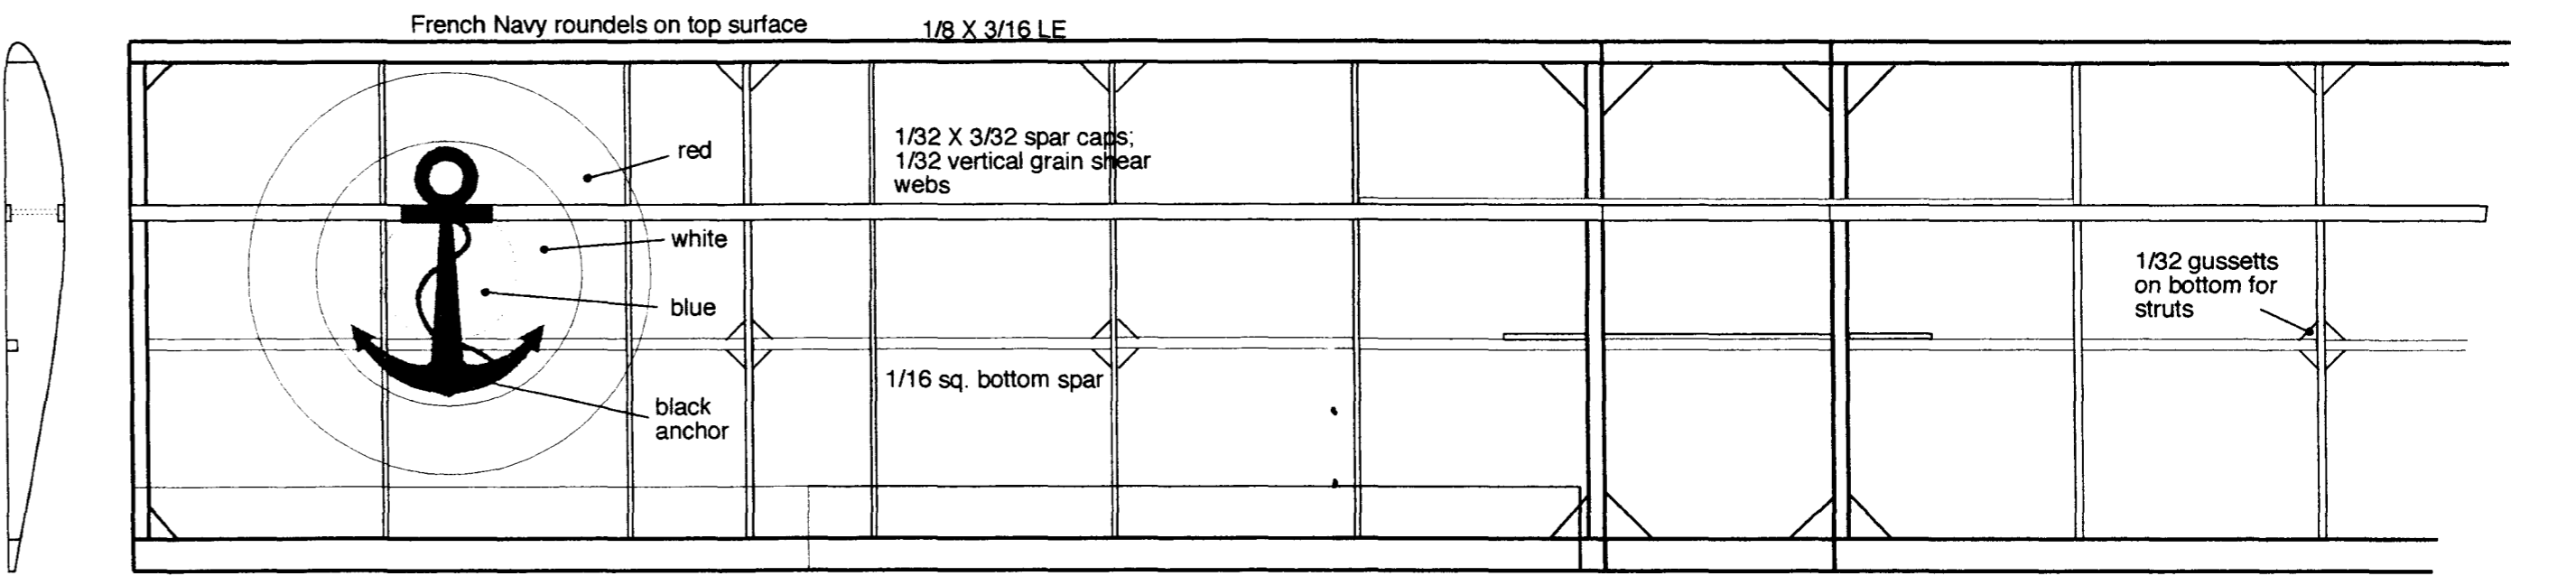 French Navy roundels on top surface
1/8 X 3/16 LE
1/32 X 3/32 spar caps;
1/32 vertical grain shear
webs
red
white
blue
1/32 gussetts
on bottom for
struts
1/16 sq. bottom spar
black
anchor